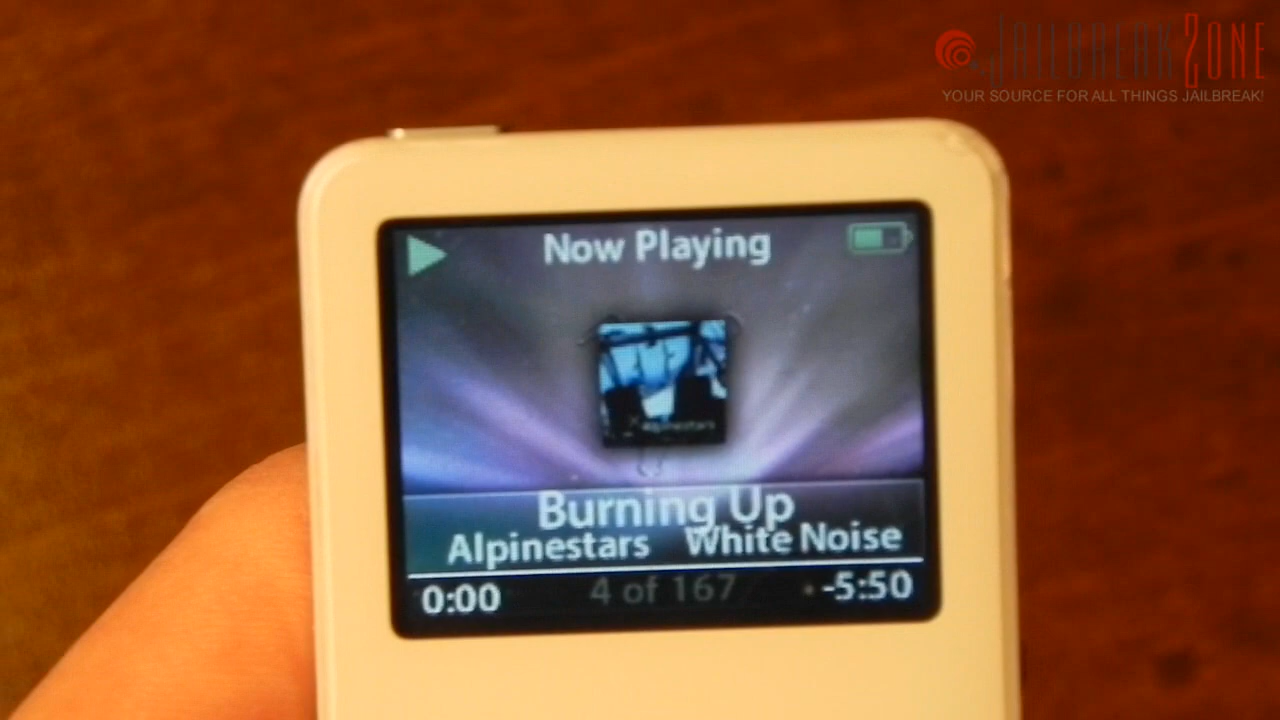 JAILBREAKZONE
YOUR SOURCE FOR ALL THINGS JAILBREAK!
Now Playing
alpinestars
Burning Up
Alpinestars White Noise
0:00 4 of 167 -5:50